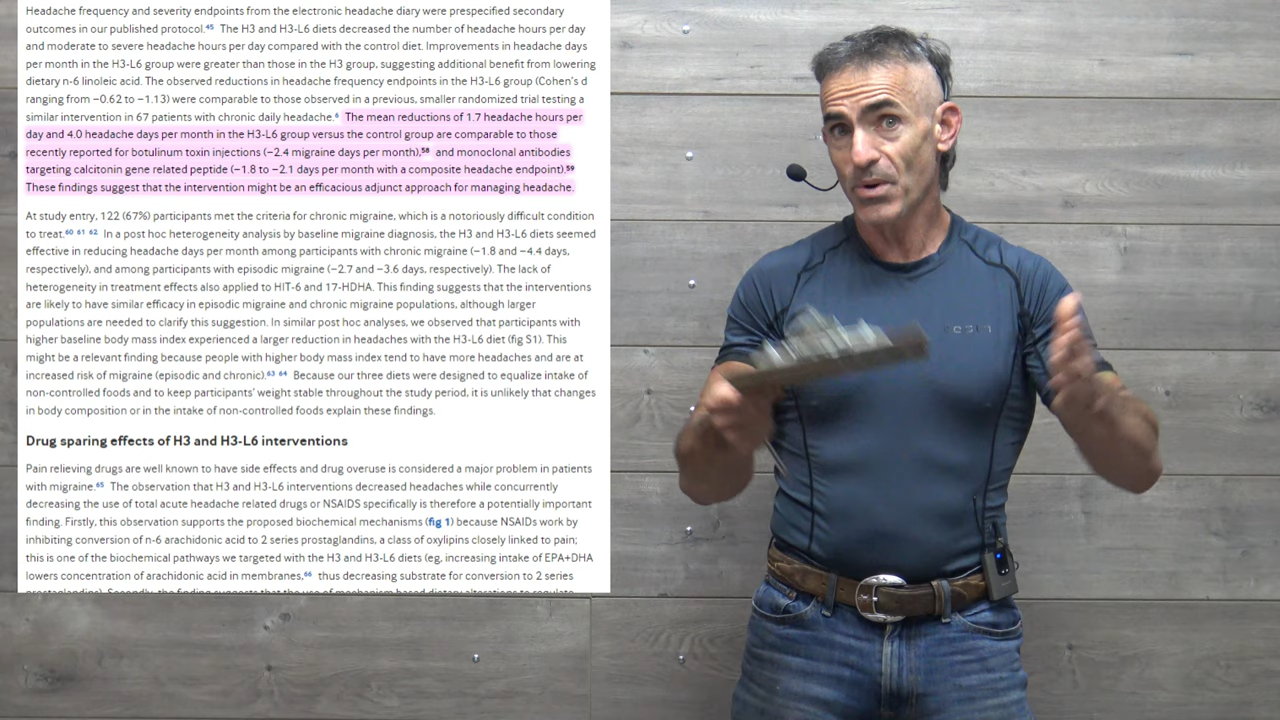 Headache frequency and severity endpoints from the electronic headache diary were prespecified secondary
outcomes in our published protocol.45 The H3 and H3-L6 diets decreased the number of headache hours per day
and moderate to severe headache hours per day compared with the control diet. Improvements in headache days
per month in the H3-L6 group were greater than those in the H3 group, suggesting additional benefit from lowering
dietary n-6 linoleic acid. The observed reductions in headache frequency endpoints in the H3-L6 group (Cohen's d
ranging from −0.62 to −1.13) were comparable to those observed in a previous, smaller randomized trial testing a
similar intervention in 67 patients with chronic daily headache.6 The mean reductions of 1.7 headache hours per
day and 4.0 headache days per month in the H3-L6 group versus the control group are comparable to those
recently reported for botulinum toxin injections (−2.4 migraine days per month),58 and monoclonal antibodies
targeting calcitonin gene related peptide (−1.8 to −2.1 days per month with a composite headache endpoint).59
These findings suggest that the intervention might be an efficacious adjunct approach for managing headache.
At study entry, 122 (67%) participants met the criteria for chronic migraine, which is a notoriously difficult condition
to treat.60 61 62 In a post hoc heterogeneity analysis by baseline migraine diagnosis, the H3 and H3-L6 diets seemed
effective in reducing headache days per month among participants with chronic migraine (−1.8 and −4.4 days,
respectively), and among participants with episodic migraine (−2.7 and −3.6 days, respectively). The lack of
heterogeneity in treatment effects also applied to HIT-6 and 17-HDHA. This finding suggests that the interventions
are likely to have similar efficacy in episodic migraine and chronic migraine populations, although larger
populations are needed to clarify this suggestion. In similar post hoc analyses, we observed that participants with
higher baseline body mass index experienced a larger reduction in headaches with the H3-L6 diet (fig S1). This
might be a relevant finding because people with higher body mass index tend to have more headaches and are at
increased risk of migraine (episodic and chronic).63 64 Because our three diets were designed to equalize intake of
non-controlled foods and to keep participants' weight stable throughout the study period, it is unlikely that changes
in body composition or in the intake of non-controlled foods explain these findings.
Drug sparing effects of H3 and H3-L6 interventions
Pain relieving drugs are well known to have side effects and drug overuse is considered a major problem in patients
with migraine.65 The observation that H3 and H3-L6 interventions decreased headaches while concurrently
decreasing the use of total acute headache related drugs or NSAIDS specifically is therefore a potentially important
finding. Firstly, this observation supports the proposed biochemical mechanisms (fig 1) because NSAIDs work by
inhibiting conversion of n-6 arachidonic acid to 2 series prostaglandins, a class of oxylipins closely linked to pain;
this is one of the biochemical pathways we targeted with the H3 and H3-L6 diets (eg, increasing intake of EPA+DHA
lowers concentration of arachidonic acid in membranes,66 thus decreasing substrate for conversion to 2 series